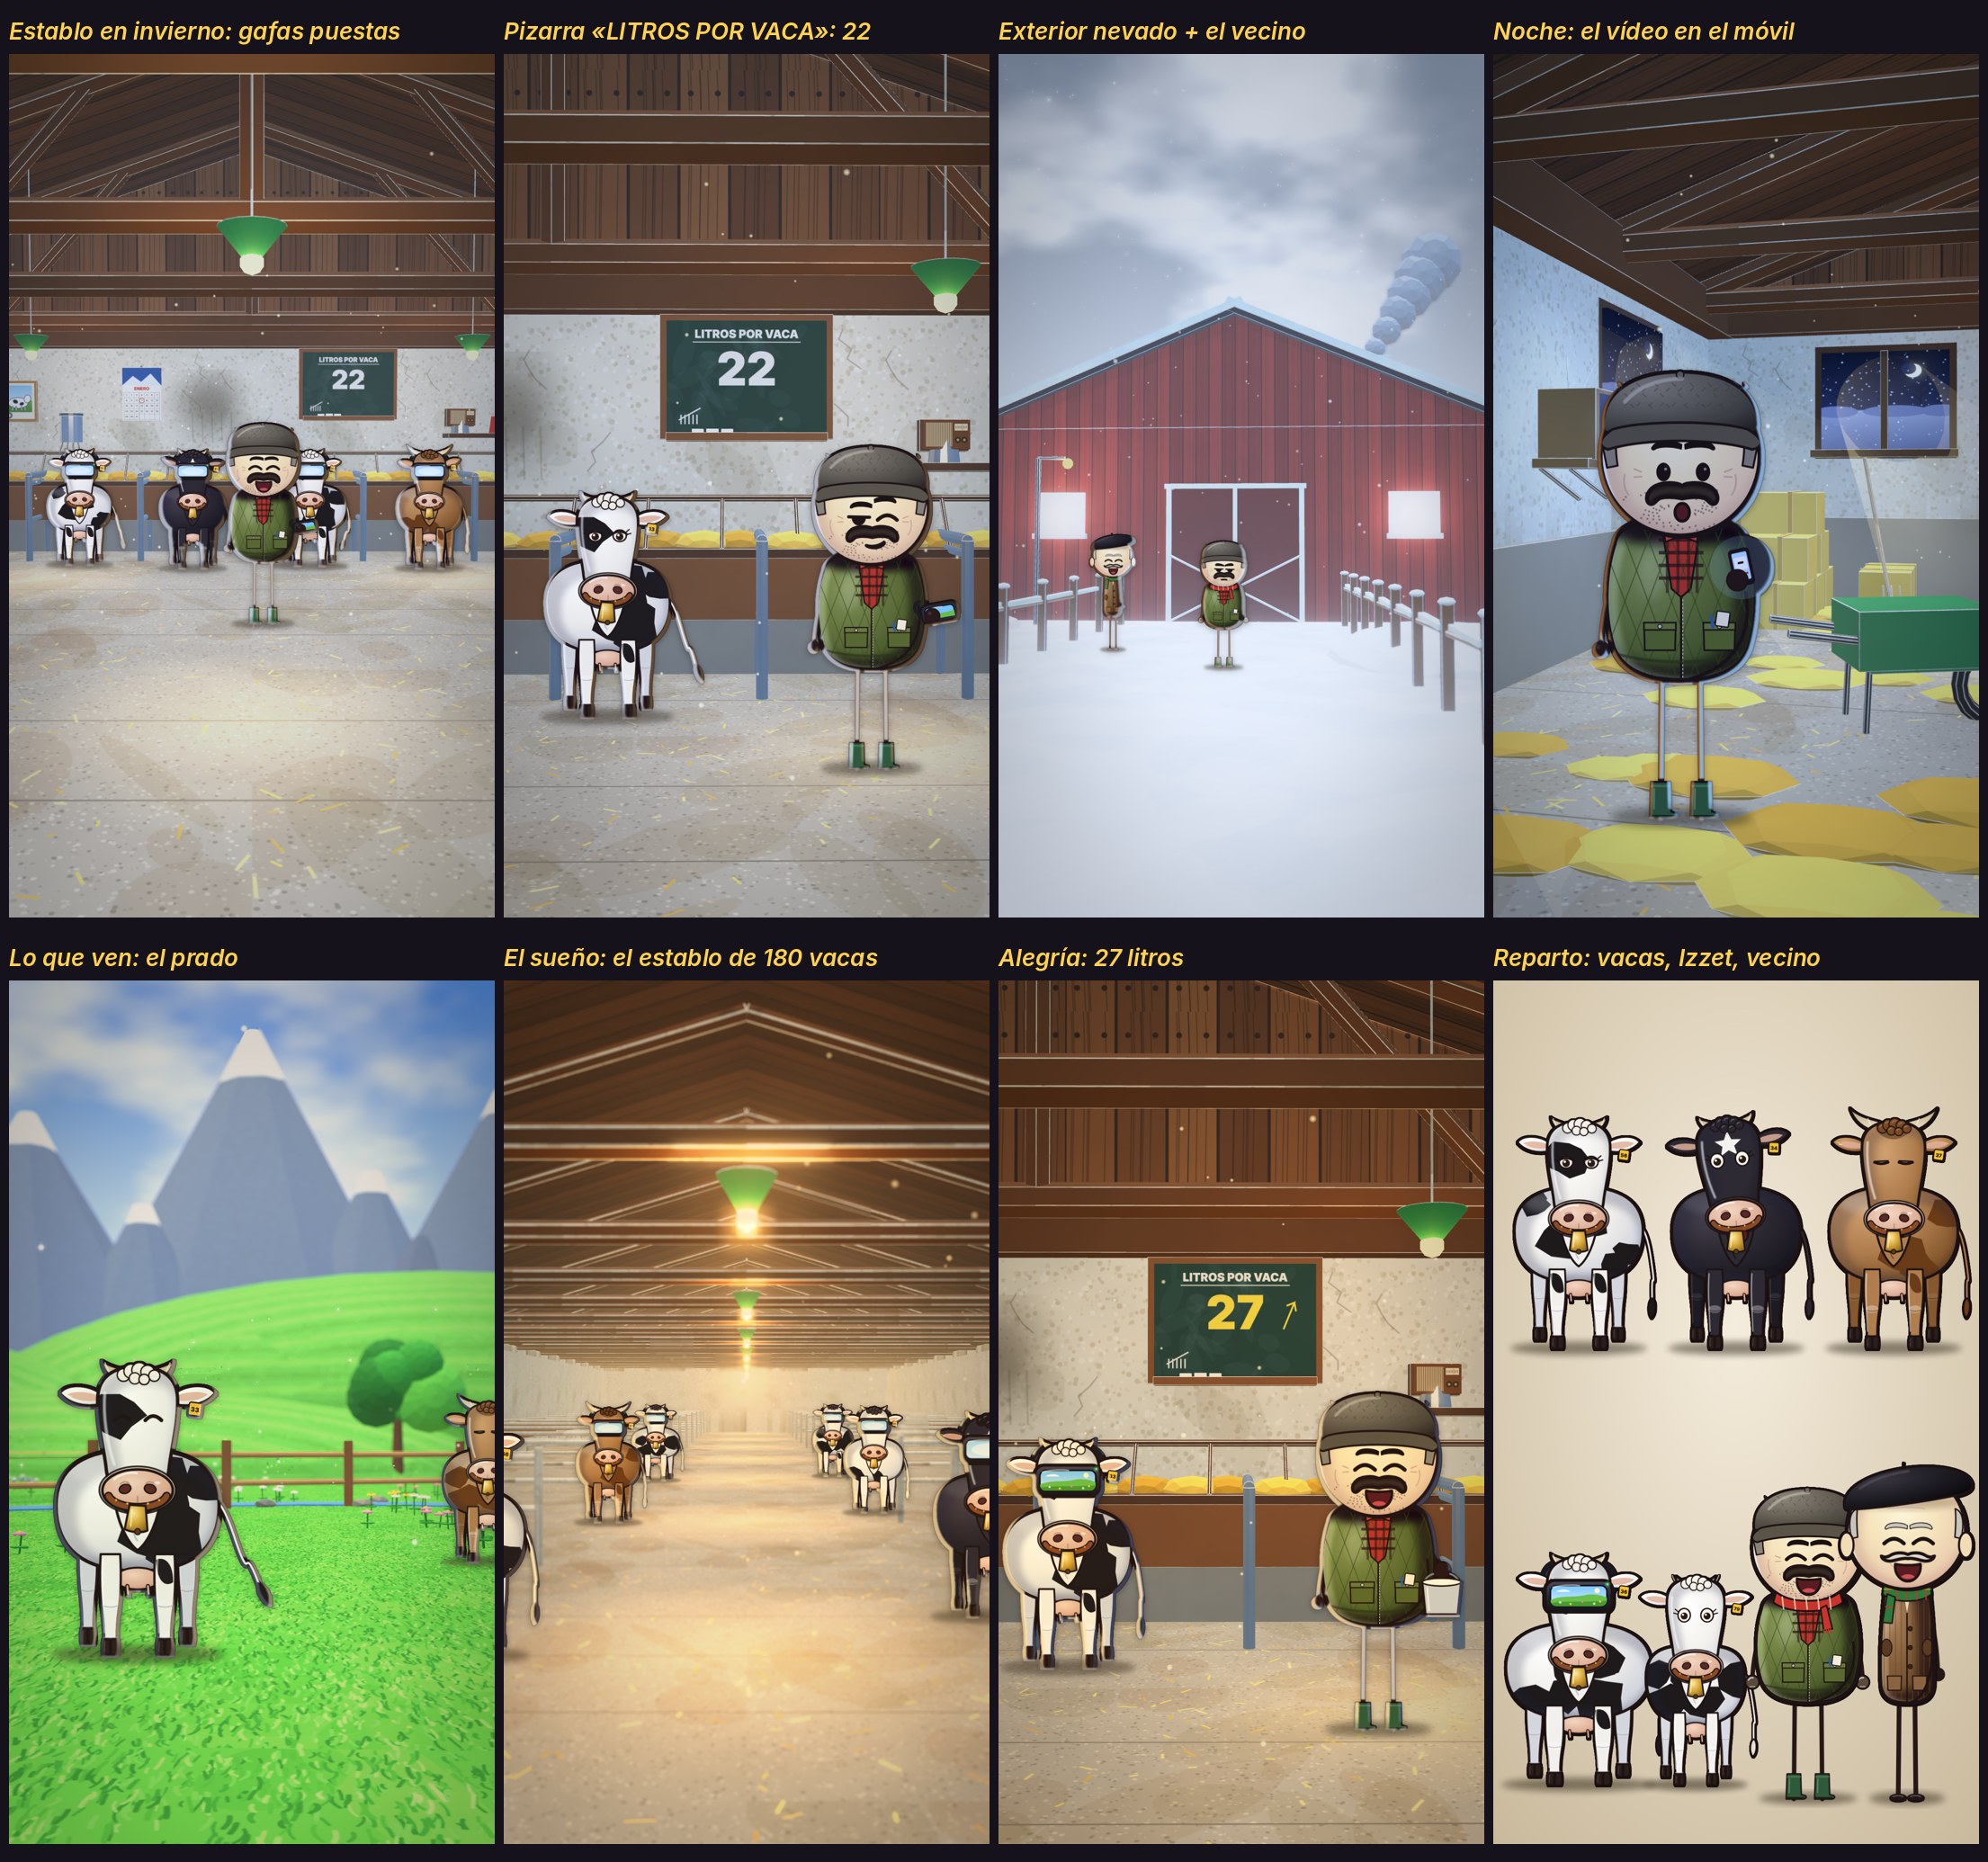 Establo en invierno: gafas puestas
Pizarra «LITROS POR VACA»: 22
Exterior nevado + el vecino
Noche: el vídeo en el móvil
ENERO
LITROS POR VACA
22
LITROS POR VACA
22
Lo que ven: el prado
El sueño: el establo de 180 vacas
Alegría: 27 litros
Reparto: vacas, Izzet, vecino
33
LITROS POR VACA
27